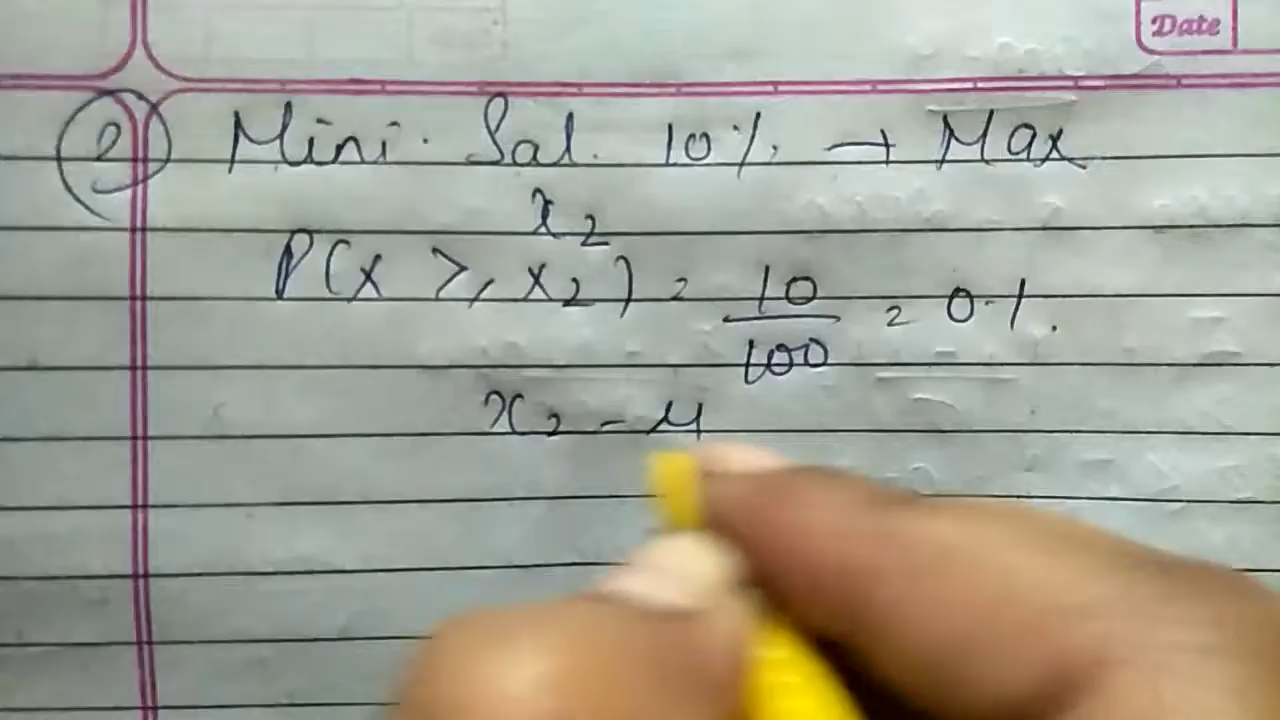 Date
② Mini. Sal. 10% → Max
x₂
P(x ≥, x₂) = 10/100 = 0.1.
x₂ - μ